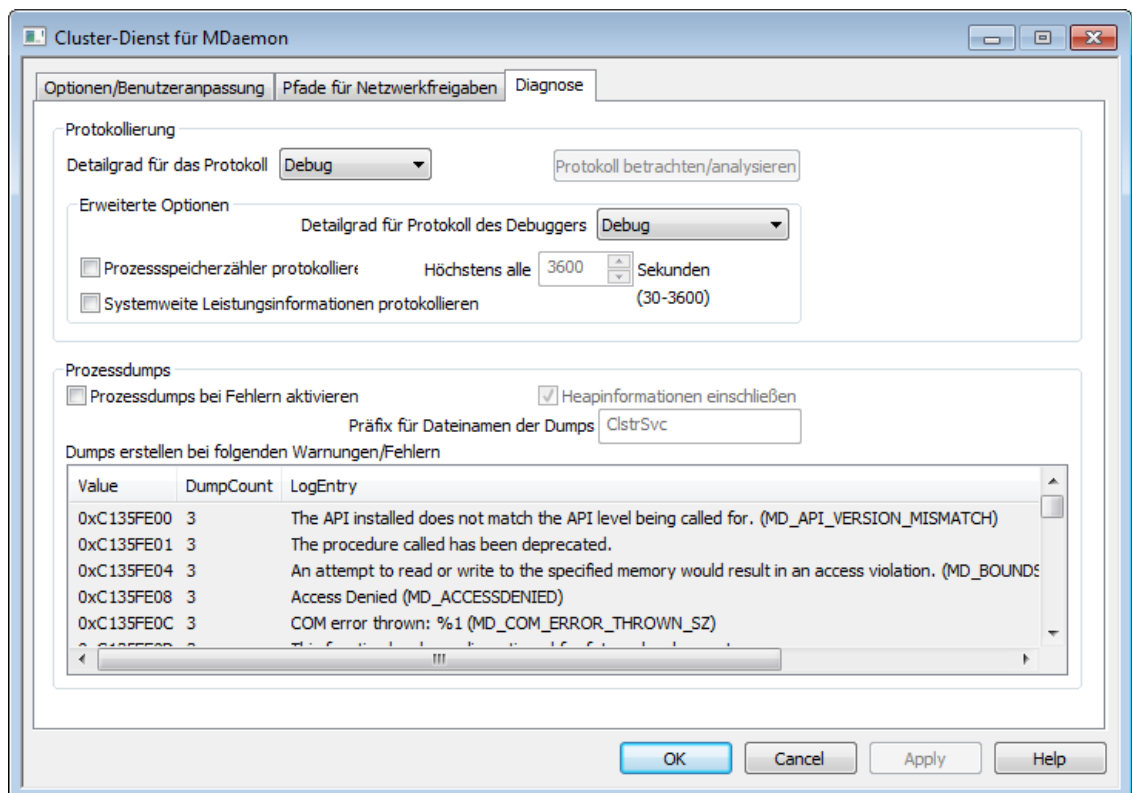 Cluster-Dienst für MDaemon
Optionen/Benutzeranpassung Pfade für Netzwerkfreigaben Diagnose
Protokollierung
Detailgrad für das Protokoll Debug Protokoll betrachten/analysieren
Erweiterte Optionen
Detailgrad für Protokoll des Debuggers Debug
Prozessspeicherzähler protokolliere Höchstens alle 3600 Sekunden
Systemweite Leistungsinformationen protokollieren (30-3600)
Prozessdumps
Prozessdumps bei Fehlern aktivieren Heapinformationen einschließen
Präfix für Dateinamen der Dumps ClstrSvc
Dumps erstellen bei folgenden Warnungen/Fehlern
Value DumpCount LogEntry
0xC135FE00 3 The API installed does not match the API level being called for. (MD_API_VERSION_MISMATCH)
0xC135FE01 3 The procedure called has been deprecated.
0xC135FE04 3 An attempt to read or write to the specified memory would result in an access violation. (MD_BOUNDS
0xC135FE08 3 Access Denied (MD_ACCESSDENIED)
0xC135FE0C 3 COM error thrown: %1 (MD_COM_ERROR_THROWN_SZ)
OK Cancel Apply Help